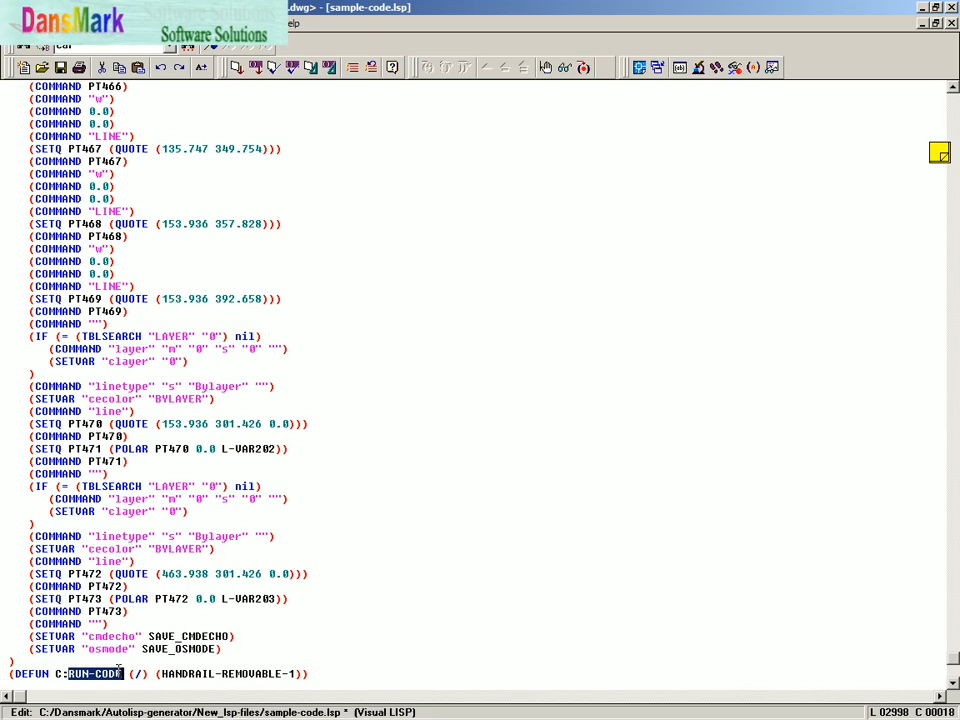 DansMark
Software Solutions
Software Solutions
.dwg> - [sample-code.lsp]
elp
car
(COMMAND PT466)
(COMMAND "w")
(COMMAND 0.0)
(COMMAND 0.0)
(COMMAND "LINE")
(SETQ PT467 (QUOTE (135.747 349.754)))
(COMMAND PT467)
(COMMAND "w")
(COMMAND 0.0)
(COMMAND 0.0)
(COMMAND "LINE")
(SETQ PT468 (QUOTE (153.936 357.828)))
(COMMAND PT468)
(COMMAND "w")
(COMMAND 0.0)
(COMMAND 0.0)
(COMMAND "LINE")
(SETQ PT469 (QUOTE (153.936 392.658)))
(COMMAND PT469)
(COMMAND "")
(IF (= (TBLSEARCH "LAYER" "0") nil)
(COMMAND "layer" "m" "0" "s" "0" "")
(SETVAR "clayer" "0")
)
(COMMAND "linetype" "s" "Bylayer" "")
(SETVAR "cecolor" "BYLAYER")
(COMMAND "line")
(SETQ PT470 (QUOTE (153.936 301.426 0.0)))
(COMMAND PT470)
(SETQ PT471 (POLAR PT470 0.0 L-VAR202))
(COMMAND PT471)
(COMMAND "")
(IF (= (TBLSEARCH "LAYER" "0") nil)
(COMMAND "layer" "m" "0" "s" "0" "")
(SETVAR "clayer" "0")
)
(COMMAND "linetype" "s" "Bylayer" "")
(SETVAR "cecolor" "BYLAYER")
(COMMAND "line")
(SETQ PT472 (QUOTE (463.938 301.426 0.0)))
(COMMAND PT472)
(SETQ PT473 (POLAR PT472 0.0 L-VAR203))
(COMMAND PT473)
(COMMAND "")
(SETVAR "cmdecho" SAVE_CMDECHO)
(SETVAR "osmode" SAVE_OSMODE)
)
(DEFUN C:RUN-CODE (/) (HANDRAIL-REMOVABLE-1))
Edit: C:/Dansmark/Autolisp-generator/New_lsp-files/sample-code.lsp * (Visual LISP)
L 02998 C 00018